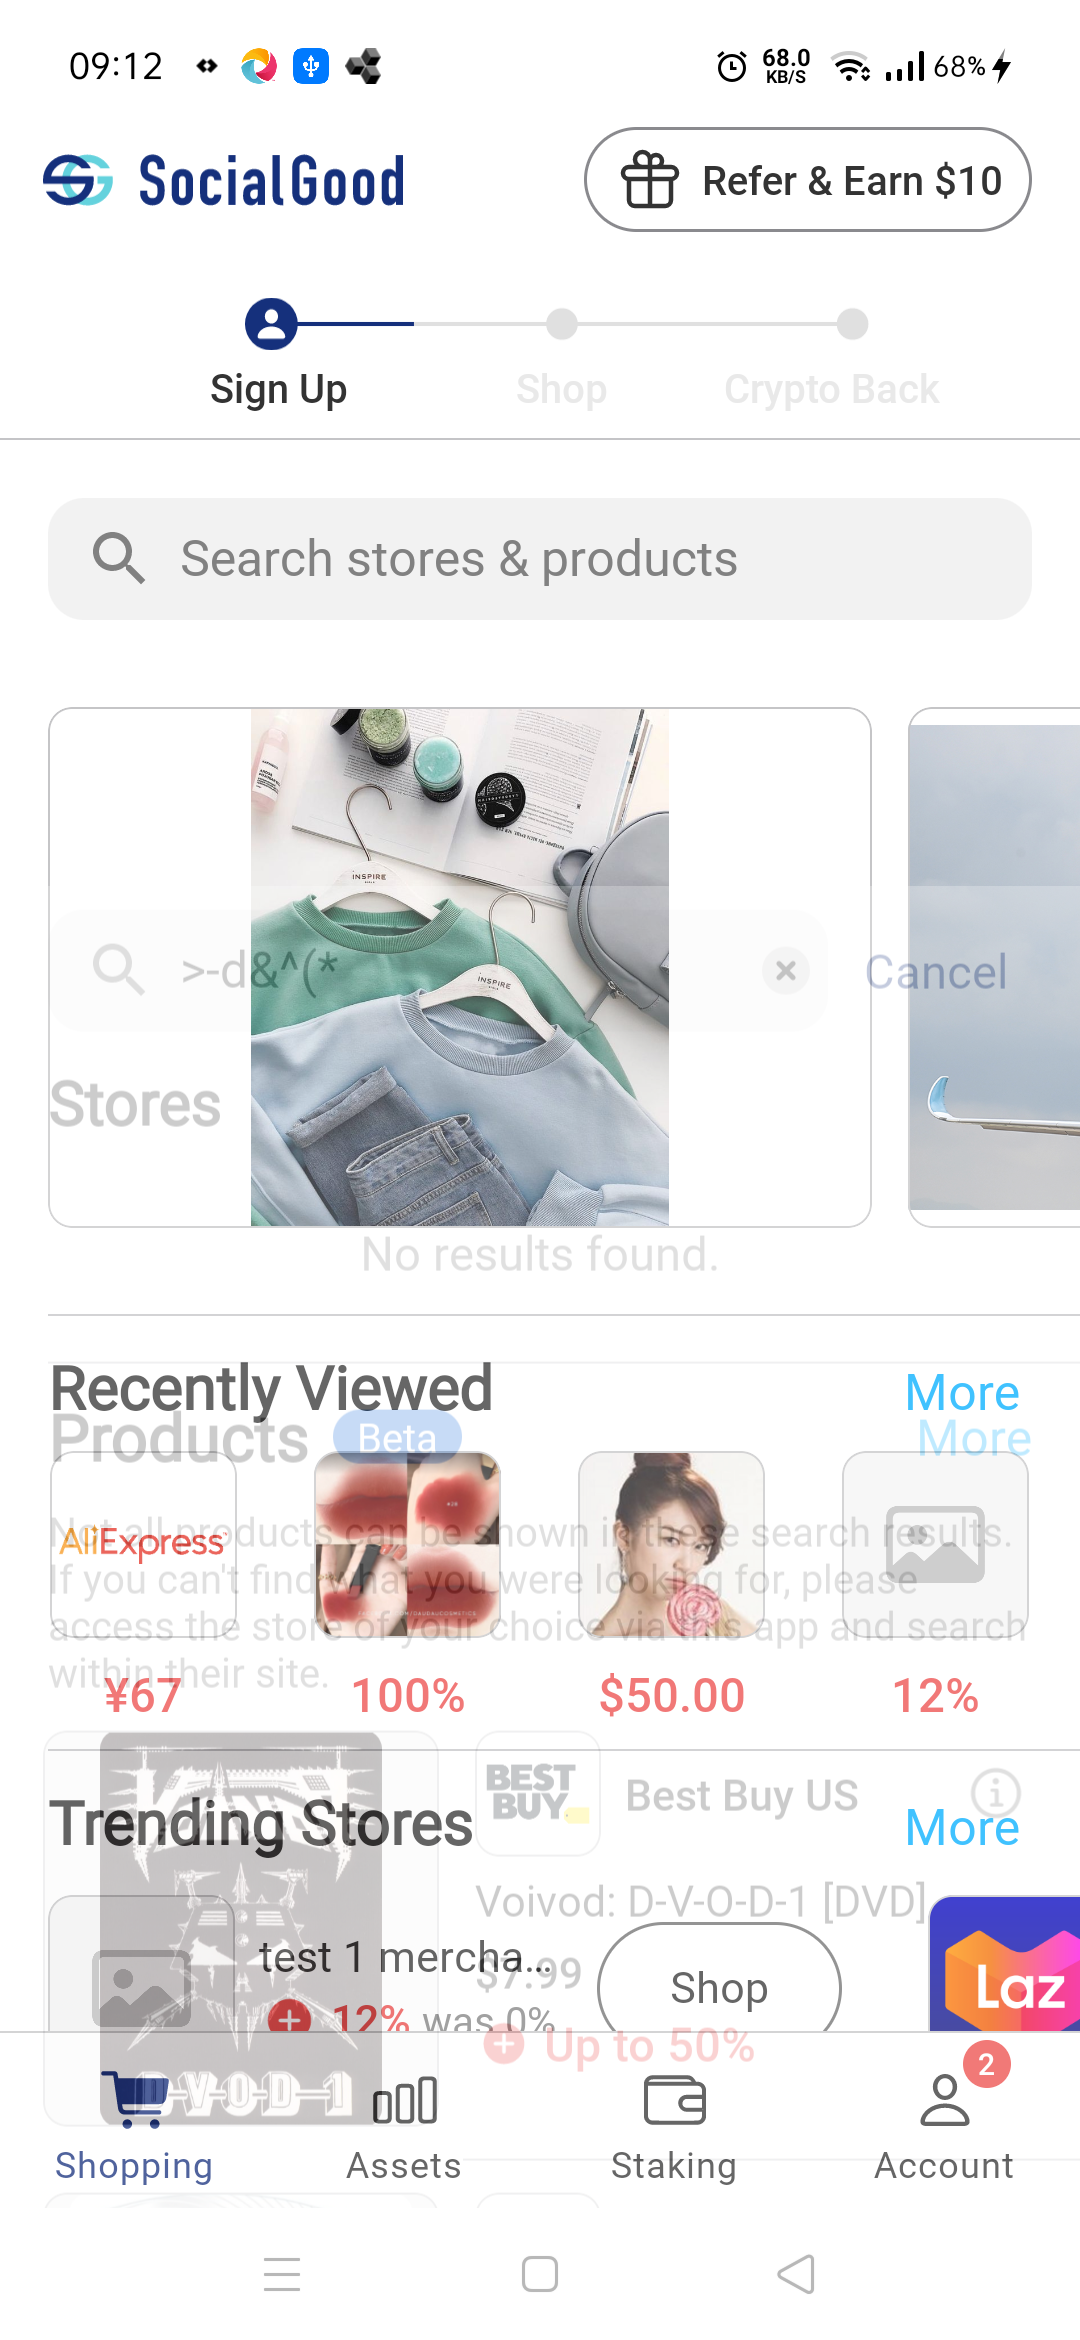 09:12
68.0
KB/S
68%
SocialGood
Refer & Earn $10
Sign Up
Shop
Crypto Back
Search stores & products
INSPIRE
INSPIRE
>-d&^(*
Cancel
Stores
No results found.
Recently Viewed
More
Products
Beta
More
AliExpress
Not all products can be shown in these search results.
If you can't find what you were looking for, please
access the store of your choice via this app and search
within their site.
¥67
100%
$50.00
12%
BEST
BUY
Best Buy US
Trending Stores
More
Voivod: D-V-O-D-1 [DVD]
test 1 mercha...
$7.99
Shop
Laz
12% was 0%
Up to 50%
2
D-V-O-D-1
Shopping
Assets
Staking
Account